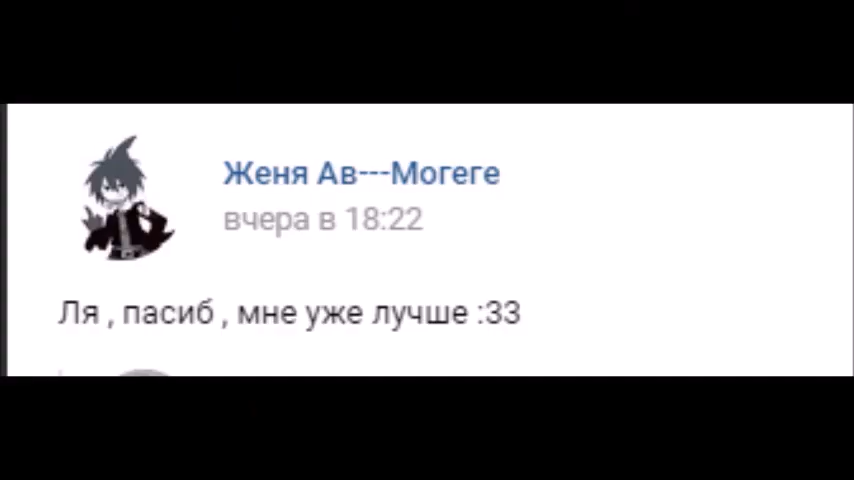 Женя Ав---Могеге
вчера в 18:22
Ля , пасиб , мне уже лучше :33